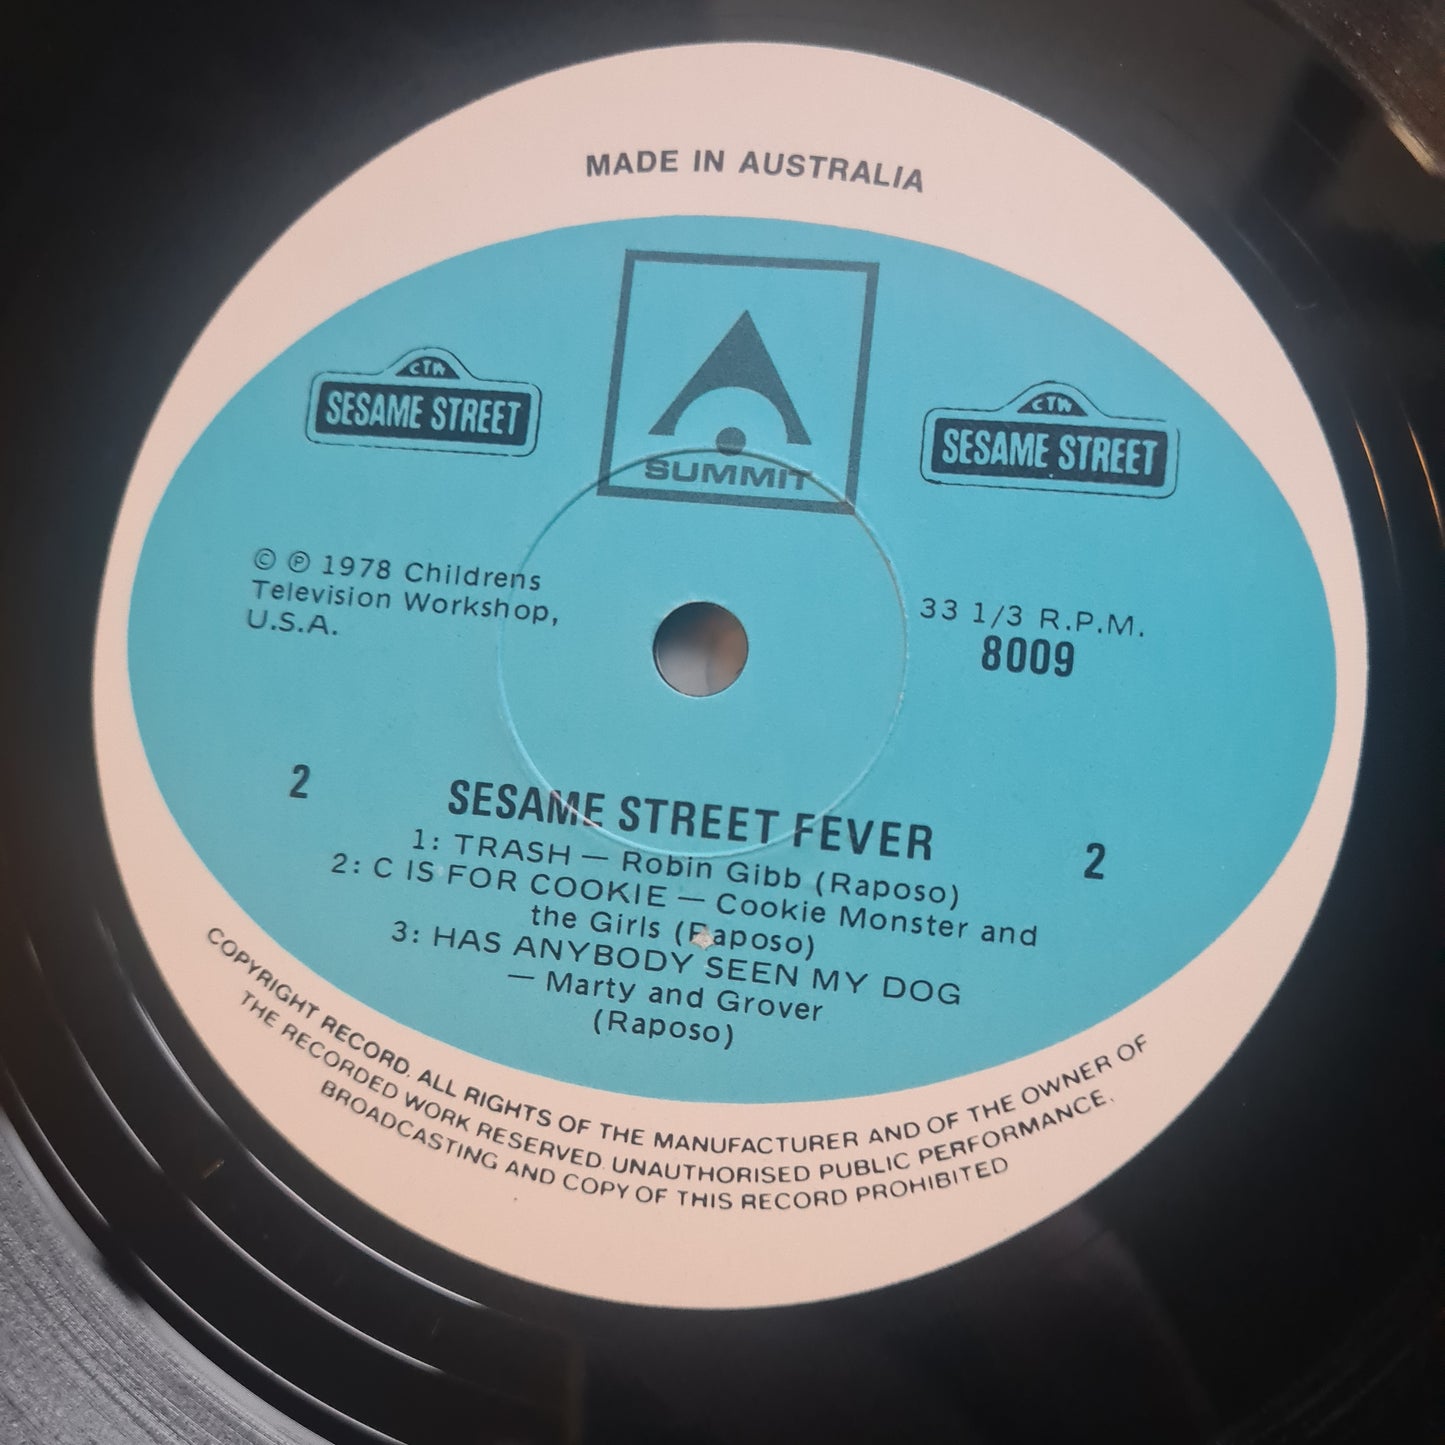 MADE IN AUSTRALIA
CTW
SESAME STREET
SUMMIT
CTW
SESAME STREET
© ℗ 1978 Childrens
Television Workshop,
U.S.A.
33 1/3 R.P.M.
8009
2
SESAME STREET FEVER
2
1: TRASH — Robin Gibb (Raposo)
2: C IS FOR COOKIE — Cookie Monster and
the Girls (Raposo)
3: HAS ANYBODY SEEN MY DOG
— Marty and Grover
(Raposo)
COPYRIGHT RECORD. ALL RIGHTS OF THE MANUFACTURER AND OF THE OWNER OF
THE RECORDED WORK RESERVED. UNAUTHORISED PUBLIC PERFORMANCE,
BROADCASTING AND COPY OF THIS RECORD PROHIBITED